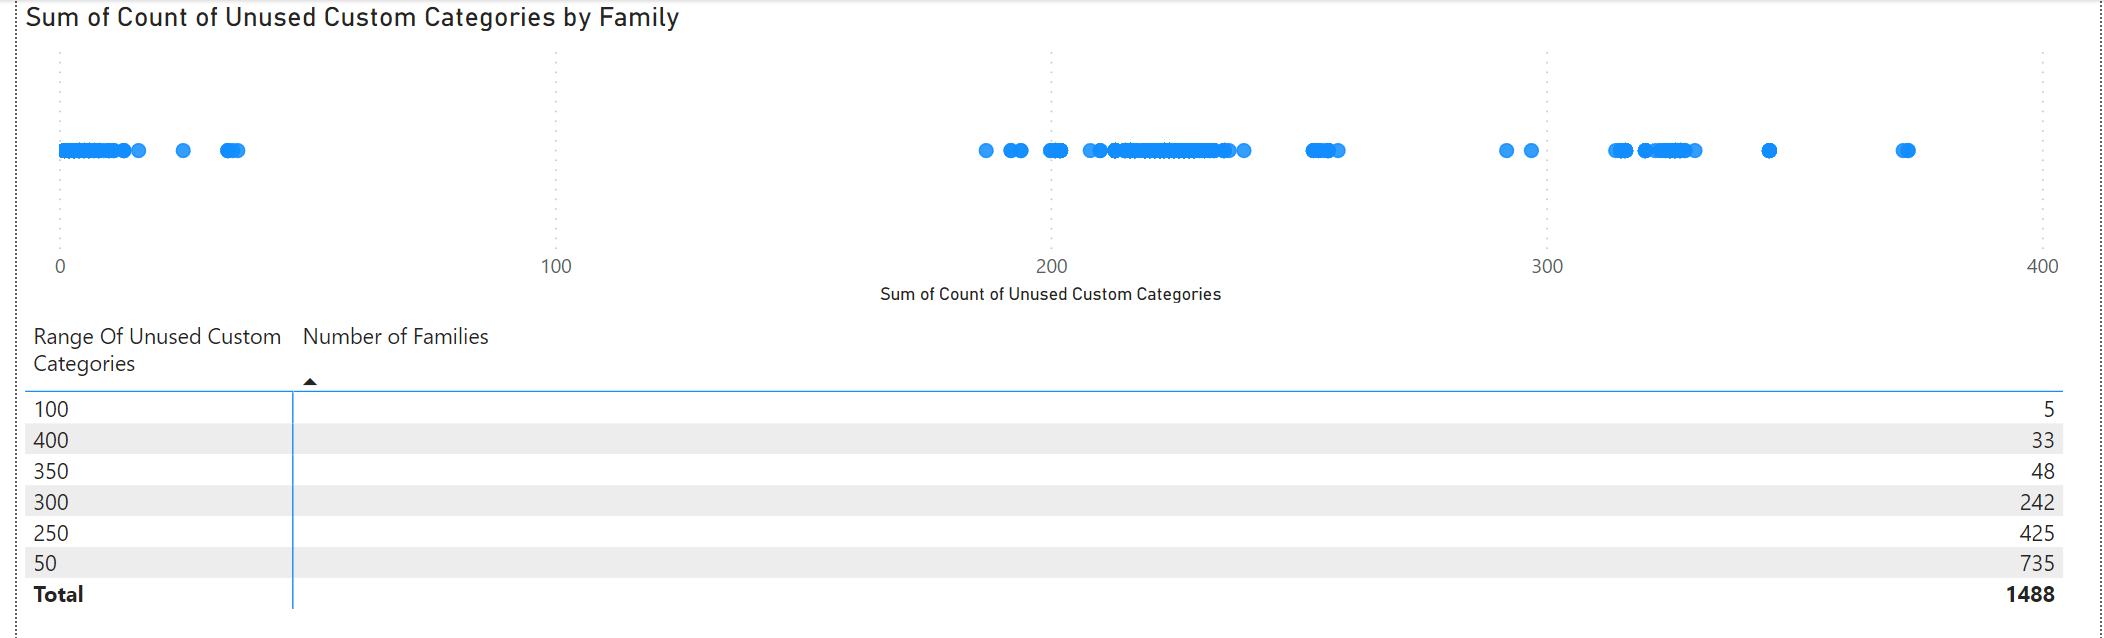 Sum of Count of Unused Custom Categories by Family
0 100 200 300 400
Sum of Count of Unused Custom Categories
Range Of Unused Custom Number of Families
Categories
100 5
400 33
350 48
300 242
250 425
50 735
Total 1488